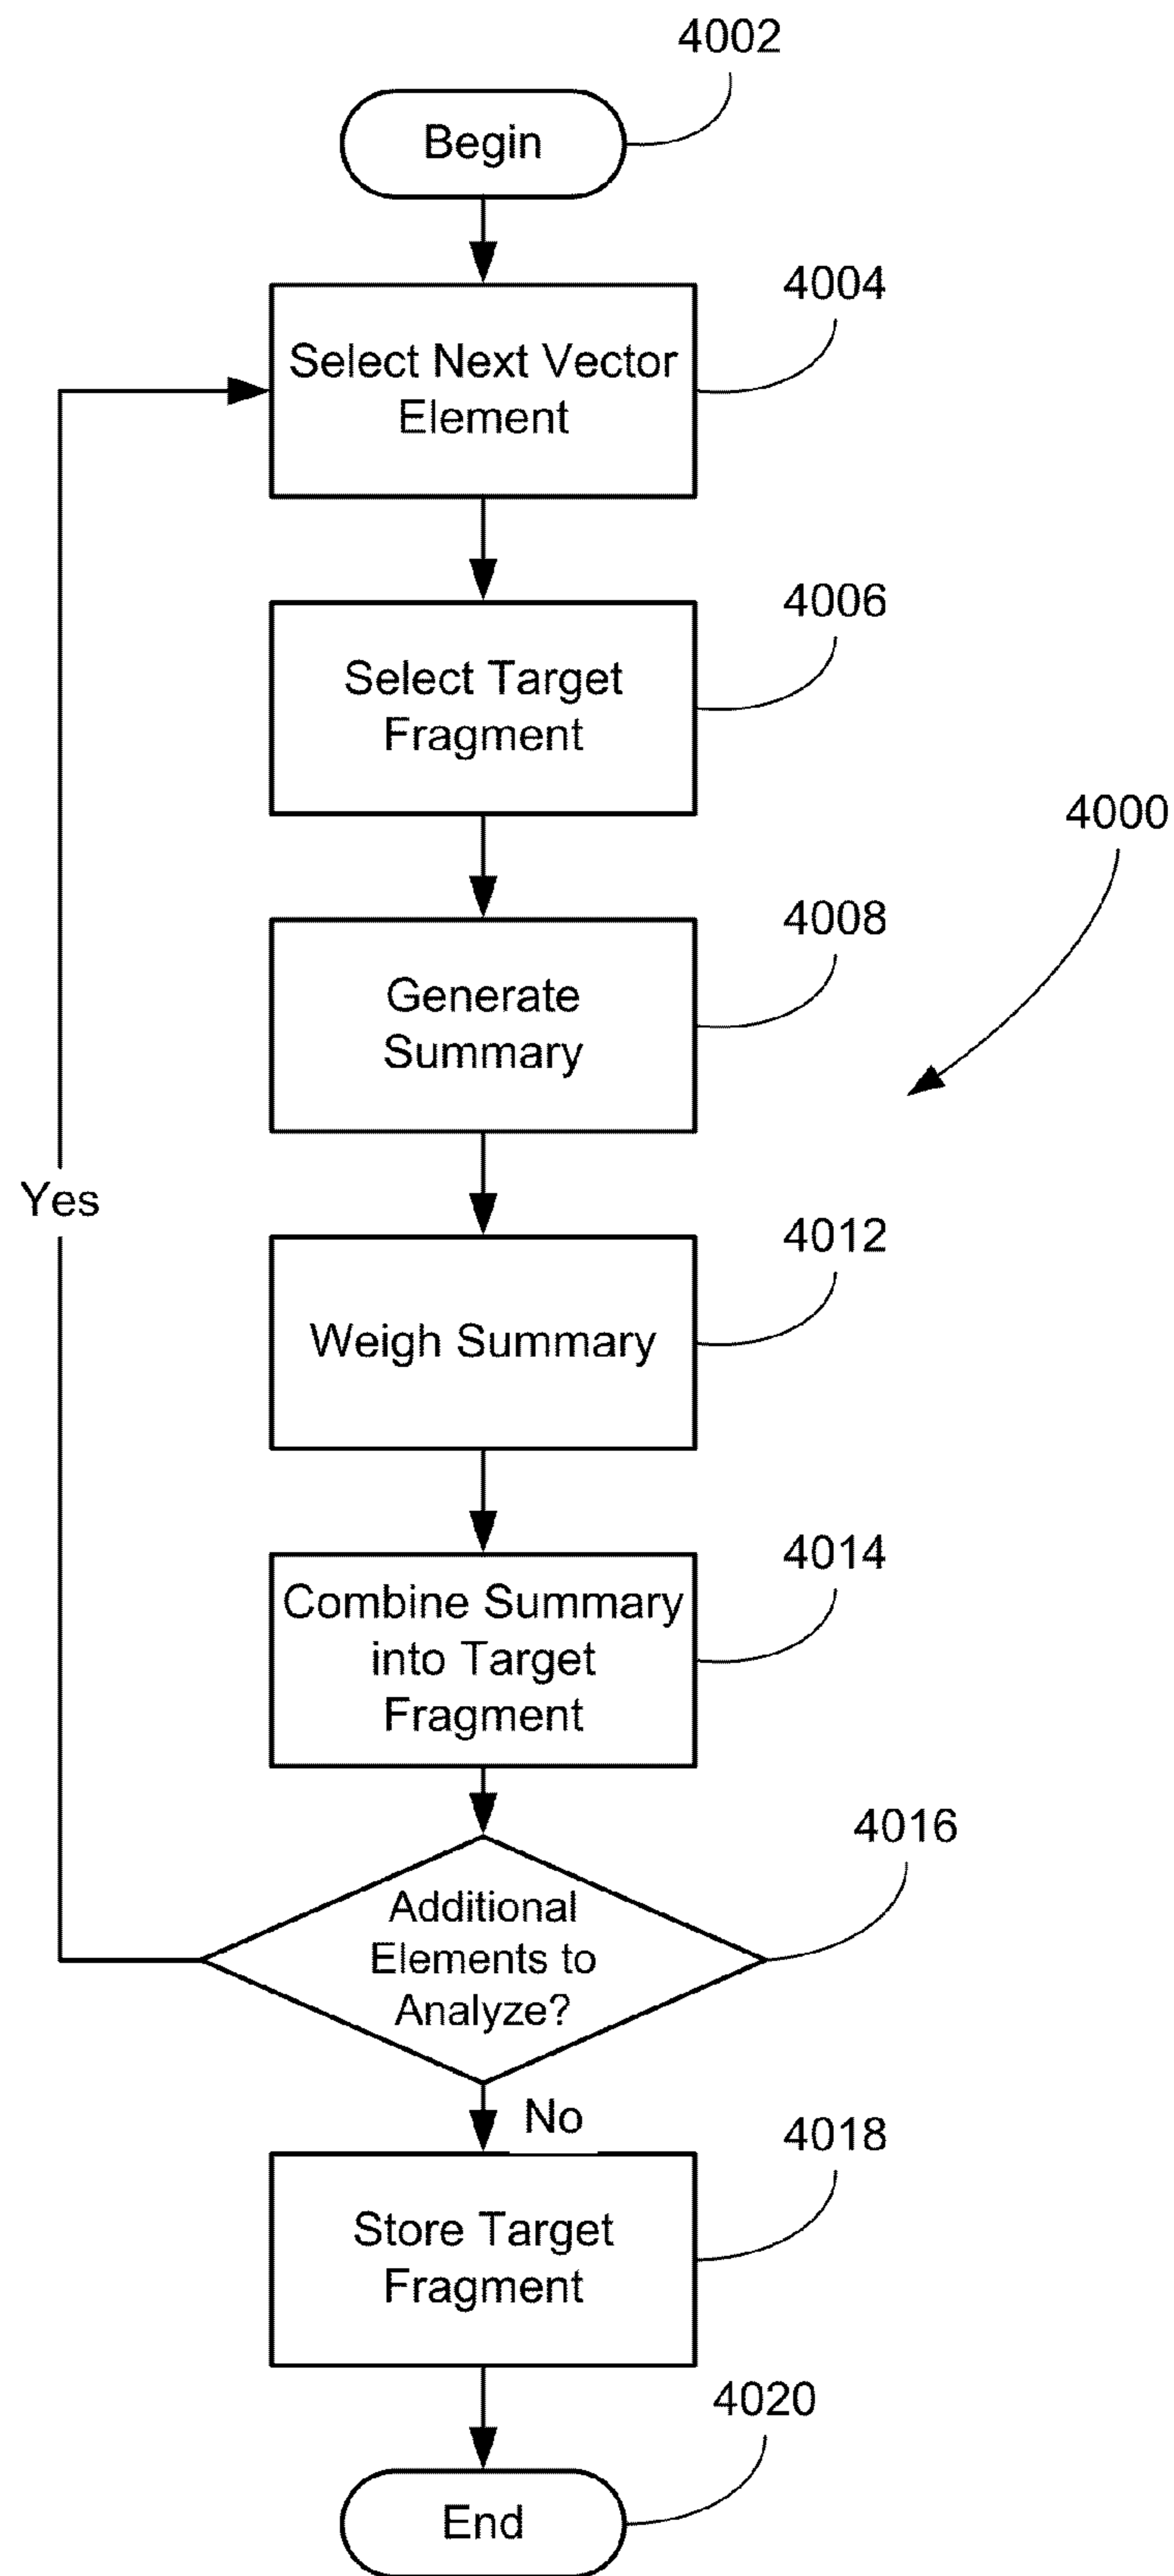 4002
Begin
4004
Select Next Vector
Element
4006
Select Target
Fragment
4000
4008
Generate
Summary
Yes
4012
Weigh Summary
4014
Combine Summary
into Target
Fragment
4016
Additional
Elements to
Analyze?
No
4018
Store Target
Fragment
4020
End